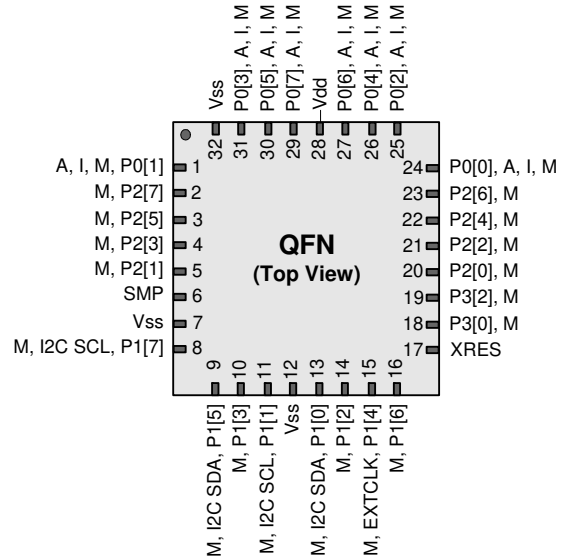 Vss
P0[3], A, I, M
P0[5], A, I, M
P0[7], A, I, M
Vdd
P0[6], A, I, M
P0[4], A, I, M
P0[2], A, I, M
32
31
30
29
28
27
26
25
A, I, M, P0[1] 1
M, P2[7] 2
M, P2[5] 3
M, P2[3] 4
M, P2[1] 5
SMP 6
Vss 7
M, I2C SCL, P1[7] 8
QFN
(Top View)
24 P0[0], A, I, M
23 P2[6], M
22 P2[4], M
21 P2[2], M
20 P2[0], M
19 P3[2], M
18 P3[0], M
17 XRES
9
10
11
12
13
14
15
16
M, I2C SDA, P1[5]
M, P1[3]
M, I2C SCL, P1[1]
Vss
M, I2C SDA, P1[0]
M, P1[2]
M, EXTCLK, P1[4]
M, P1[6]